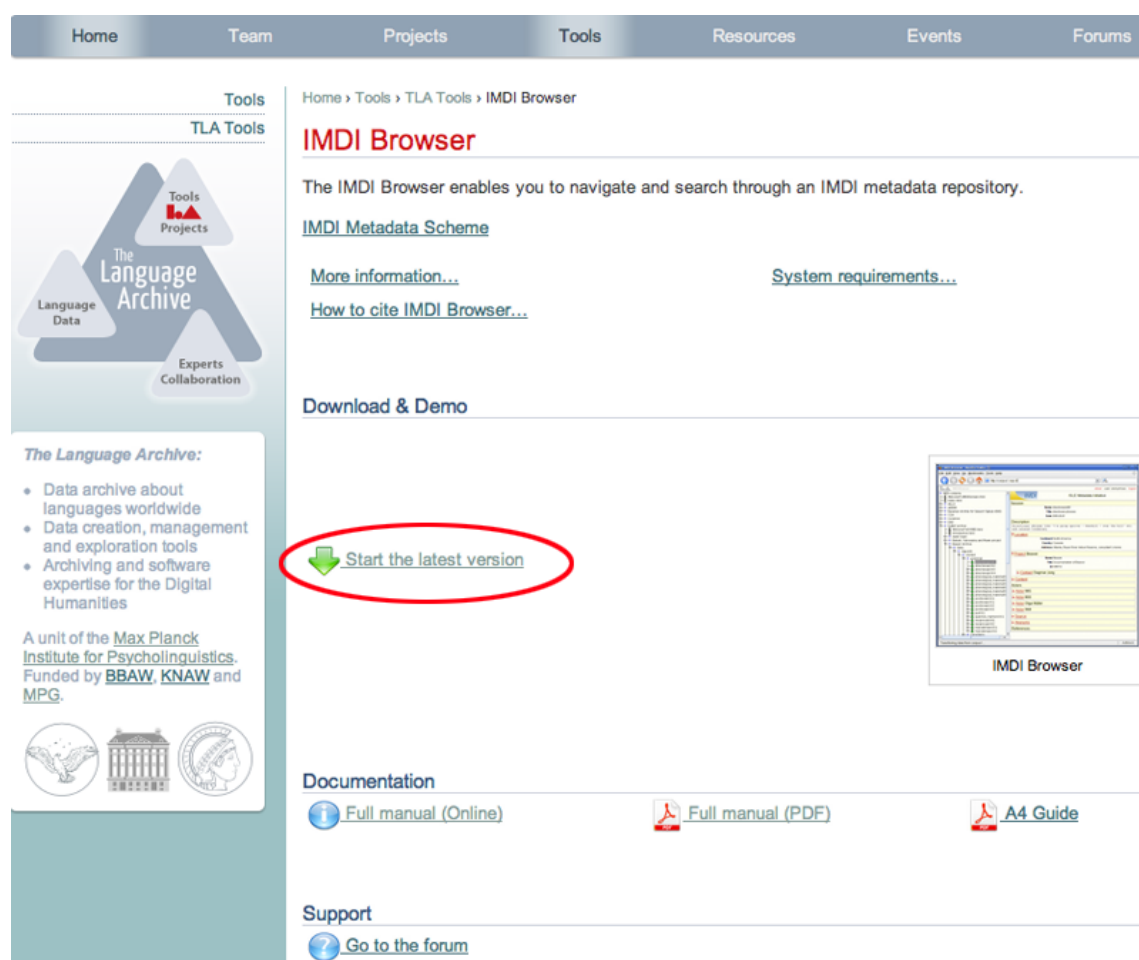 Home Team Projects Tools Resources Events Forums
Tools
TLA Tools
Tools
Projects
The
Language
Archive
Language
Data
Experts
Collaboration
The Language Archive:
Data archive about
languages worldwide
Data creation, management
and exploration tools
Archiving and software
expertise for the Digital
Humanities
A unit of the Max Planck
Institute for Psycholinguistics.
Funded by BBAW, KNAW and
MPG.
Home › Tools › TLA Tools › IMDI Browser
IMDI Browser
The IMDI Browser enables you to navigate and search through an IMDI metadata repository.
IMDI Metadata Scheme
More information... System requirements...
How to cite IMDI Browser...
Download & Demo
Start the latest version
IMDI Browser
Documentation
Full manual (Online) Full manual (PDF) A4 Guide
Support
Go to the forum